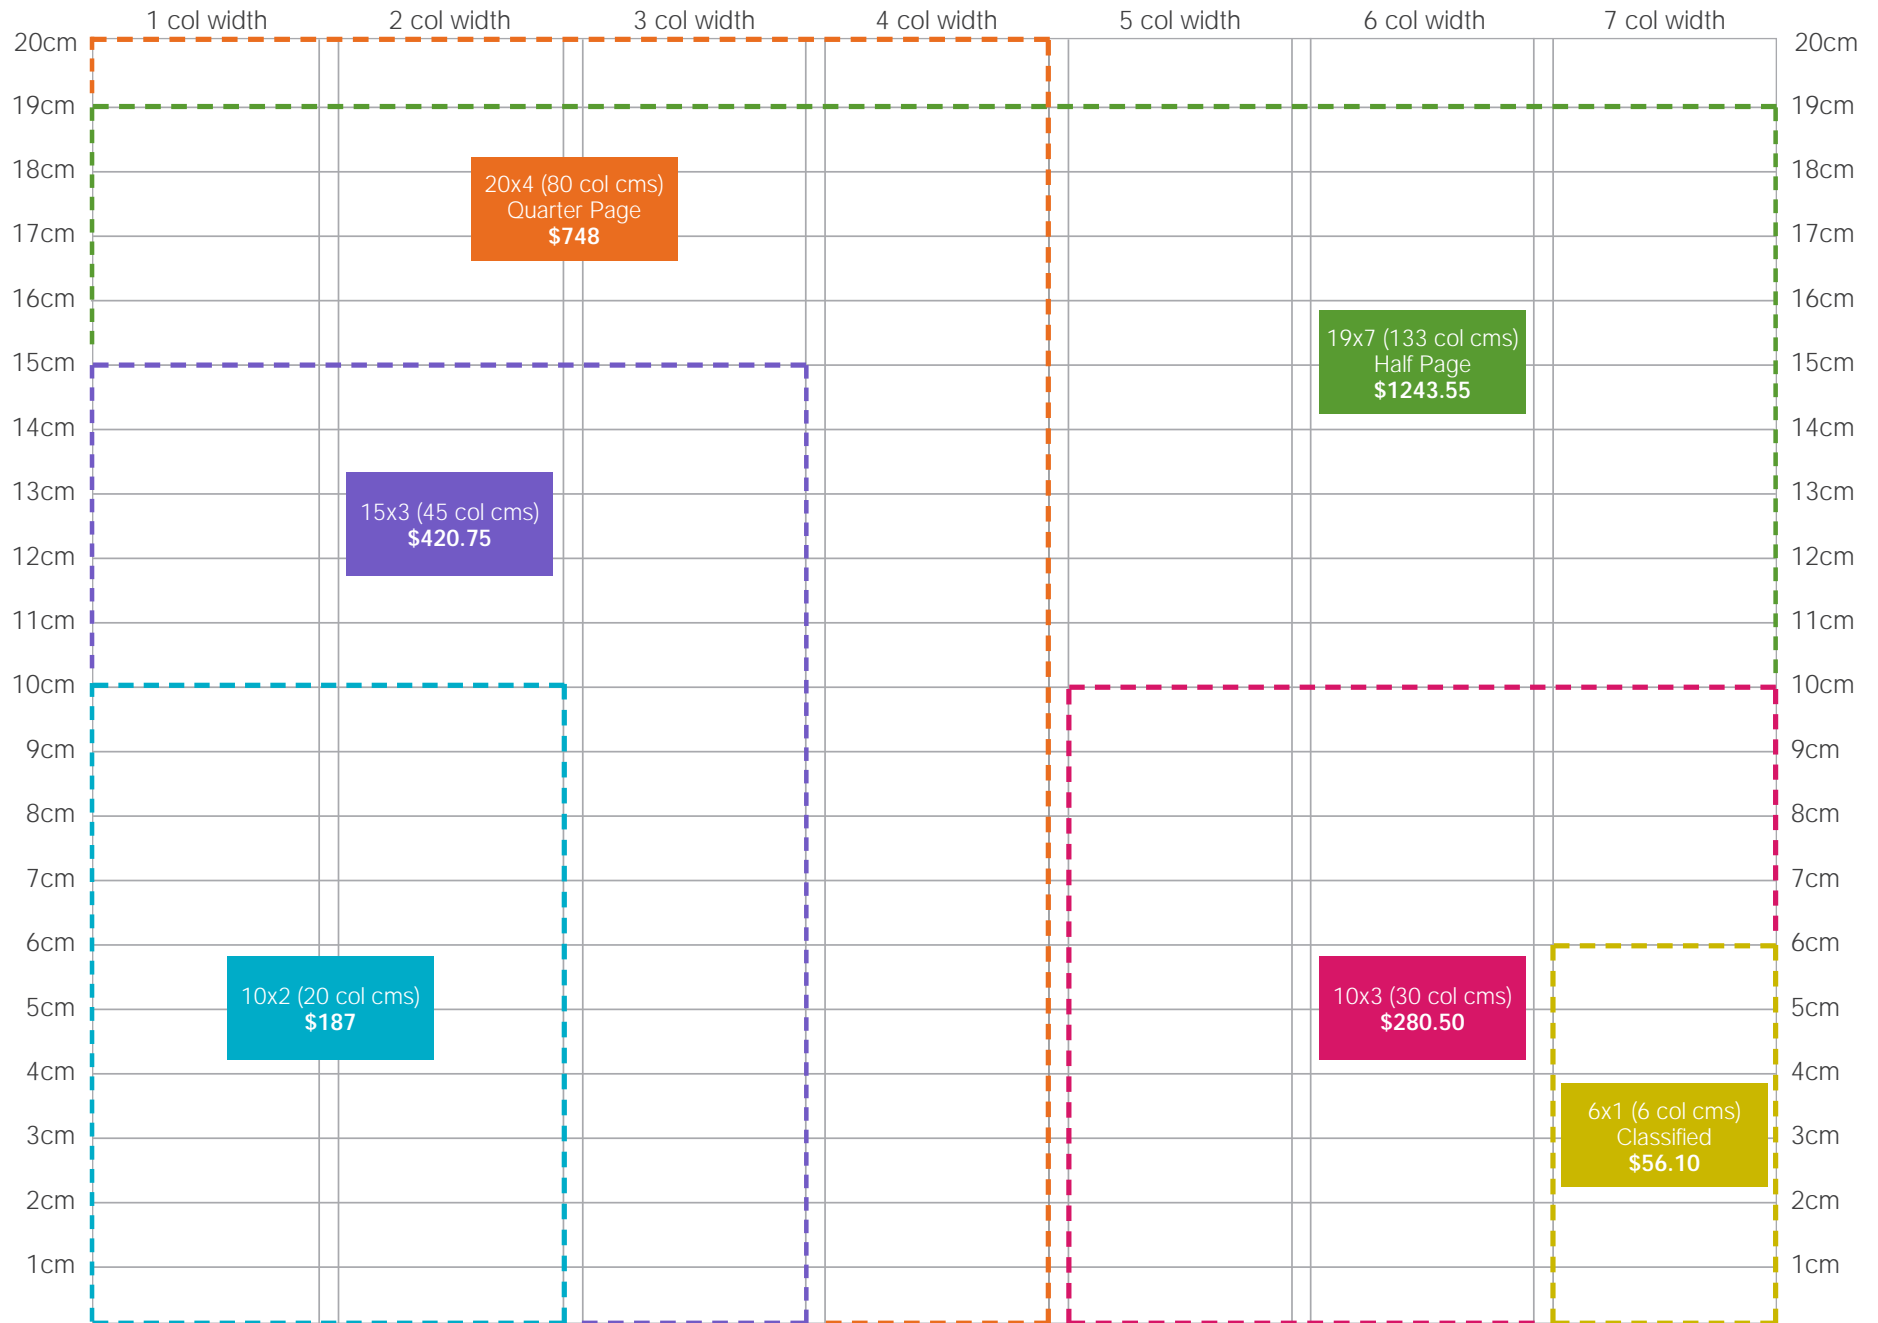 1 col width 2 col width 3 col width 4 col width 5 col width 6 col width 7 col width
20cm 20cm
19cm 19cm
18cm 18cm
20x4 (80 col cms)
Quarter Page
$748
17cm 17cm
16cm 16cm
19x7 (133 col cms)
Half Page
$1243.55
15cm 15cm
14cm 14cm
13cm 13cm
15x3 (45 col cms)
$420.75
12cm 12cm
11cm 11cm
10cm 10cm
9cm 9cm
8cm 8cm
7cm 7cm
6cm 6cm
10x2 (20 col cms)
$187
10x3 (30 col cms)
$280.50
5cm 5cm
4cm 4cm
6x1 (6 col cms)
Classified
$56.10
3cm 3cm
2cm 2cm
1cm 1cm